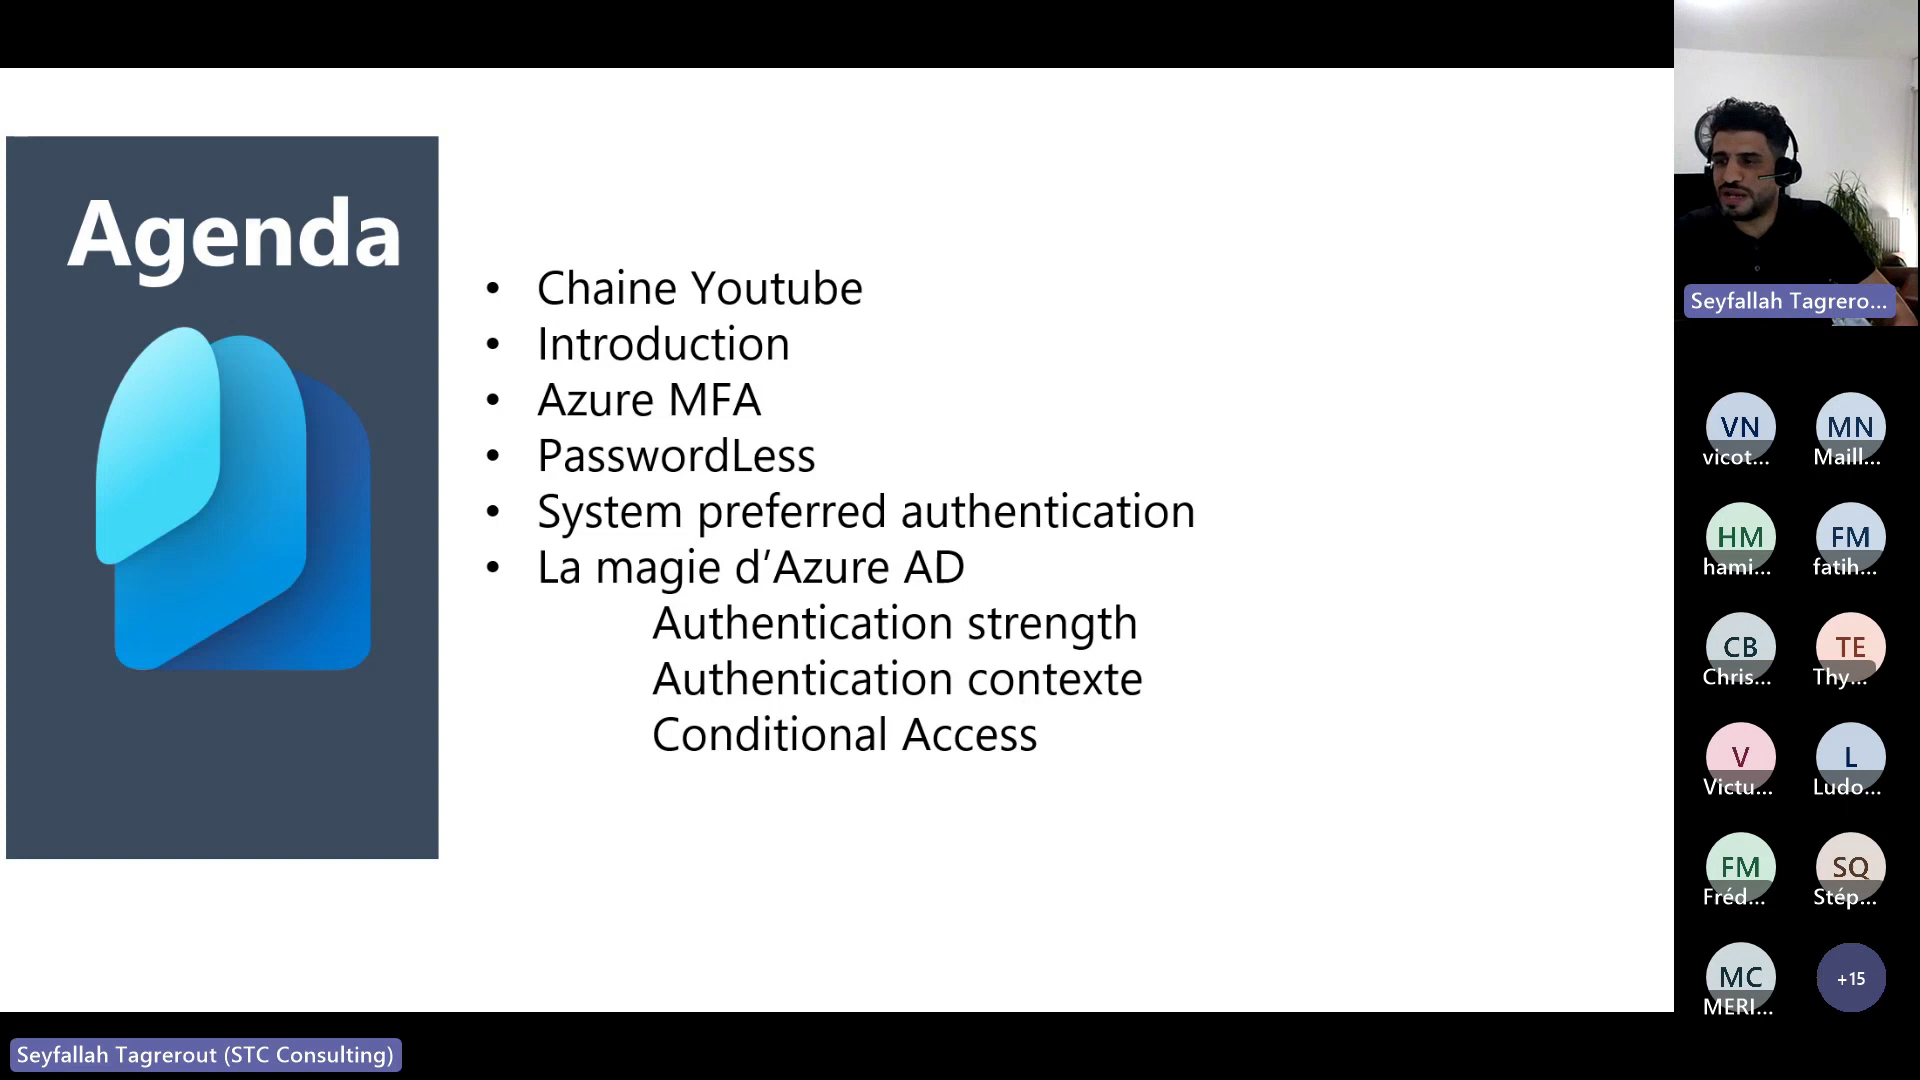 Agenda
• Chaine Youtube
• Introduction
• Azure MFA
• PasswordLess
• System preferred authentication
• La magie d’Azure AD
Authentication strength
Authentication contexte
Conditional Access
Seyfallah Tagrero...
VN
vicot...
MN
Maill...
HM
hami...
FM
fatih...
CB
Chris...
TE
Thy...
V
Victu...
L
Ludo...
FM
Fréd...
SQ
Stép...
MC
MERI...
+15
Seyfallah Tagrerout (STC Consulting)